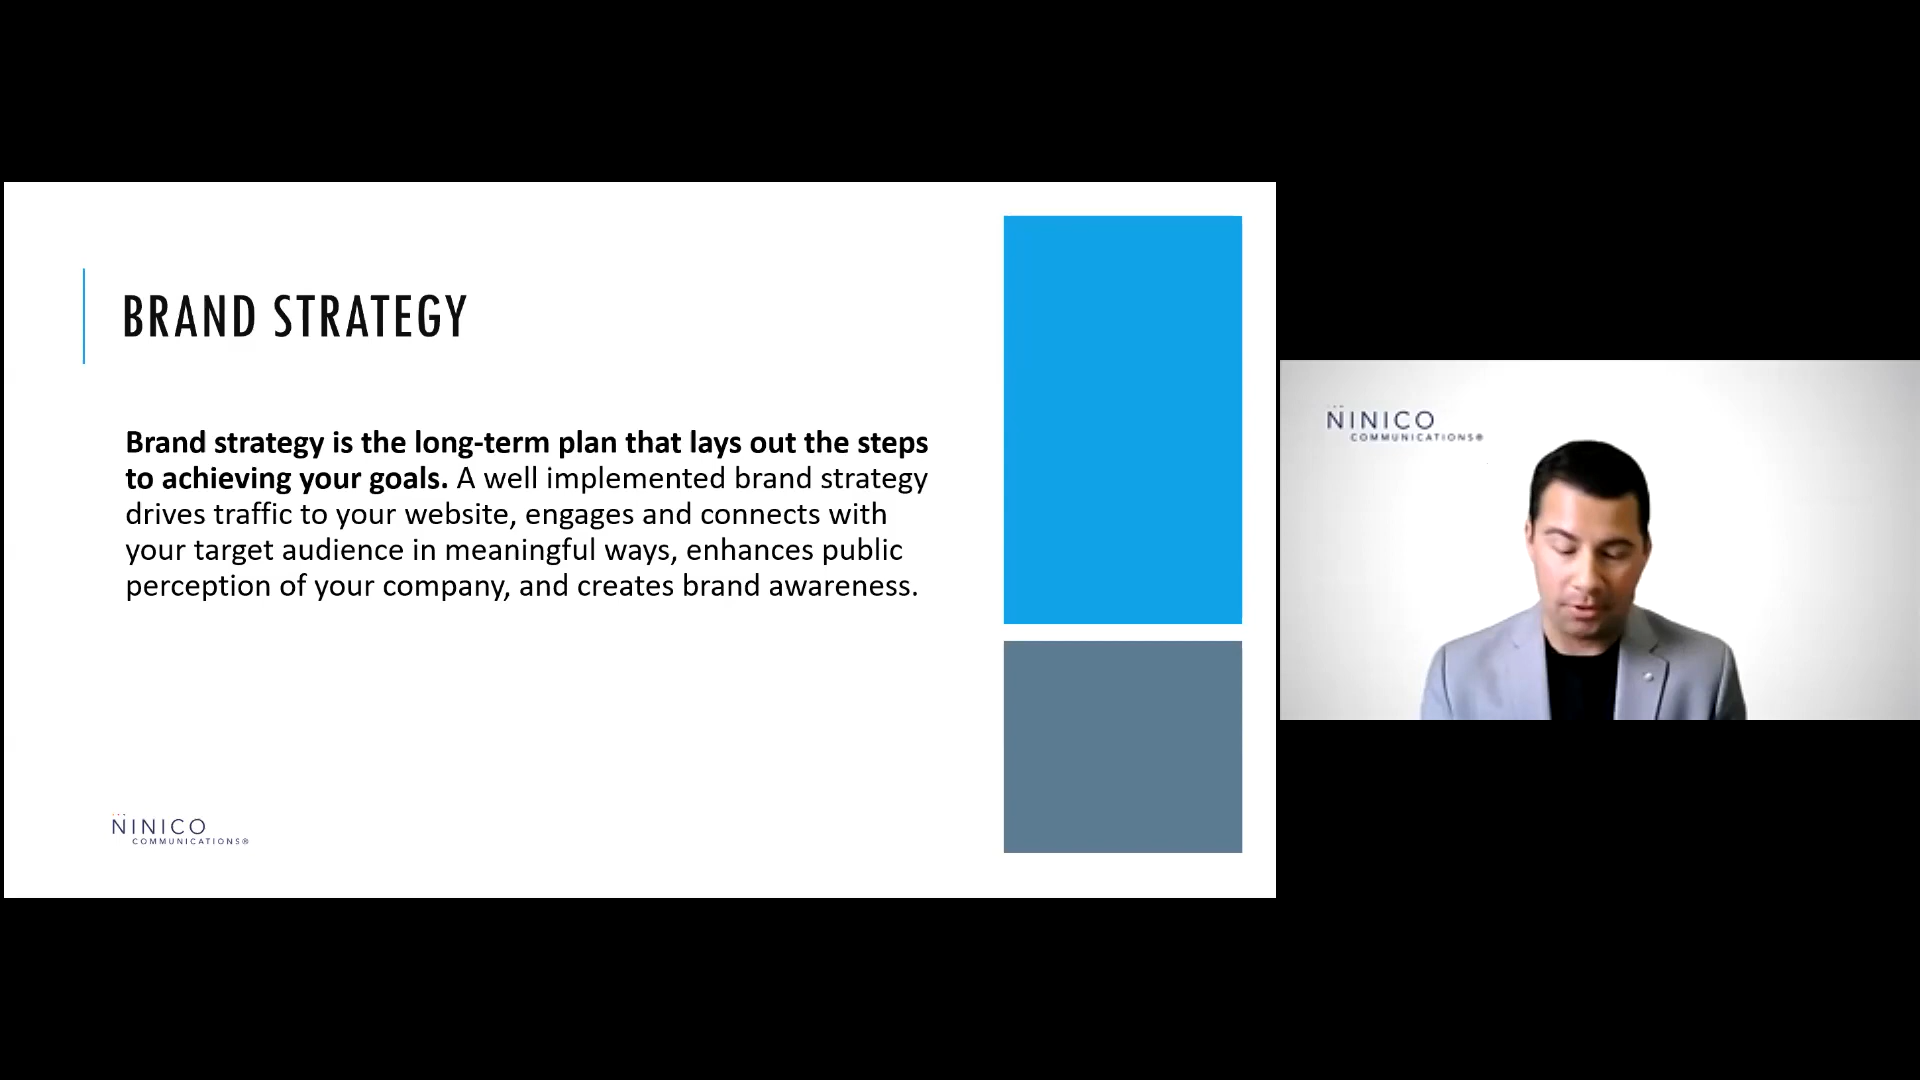 BRAND STRATEGY
Brand strategy is the long-term plan that lays out the steps
to achieving your goals. A well implemented brand strategy
drives traffic to your website, engages and connects with
your target audience in meaningful ways, enhances public
perception of your company, and creates brand awareness.
NINICO
COMMUNICATIONS®
NINICO
COMMUNICATIONS®